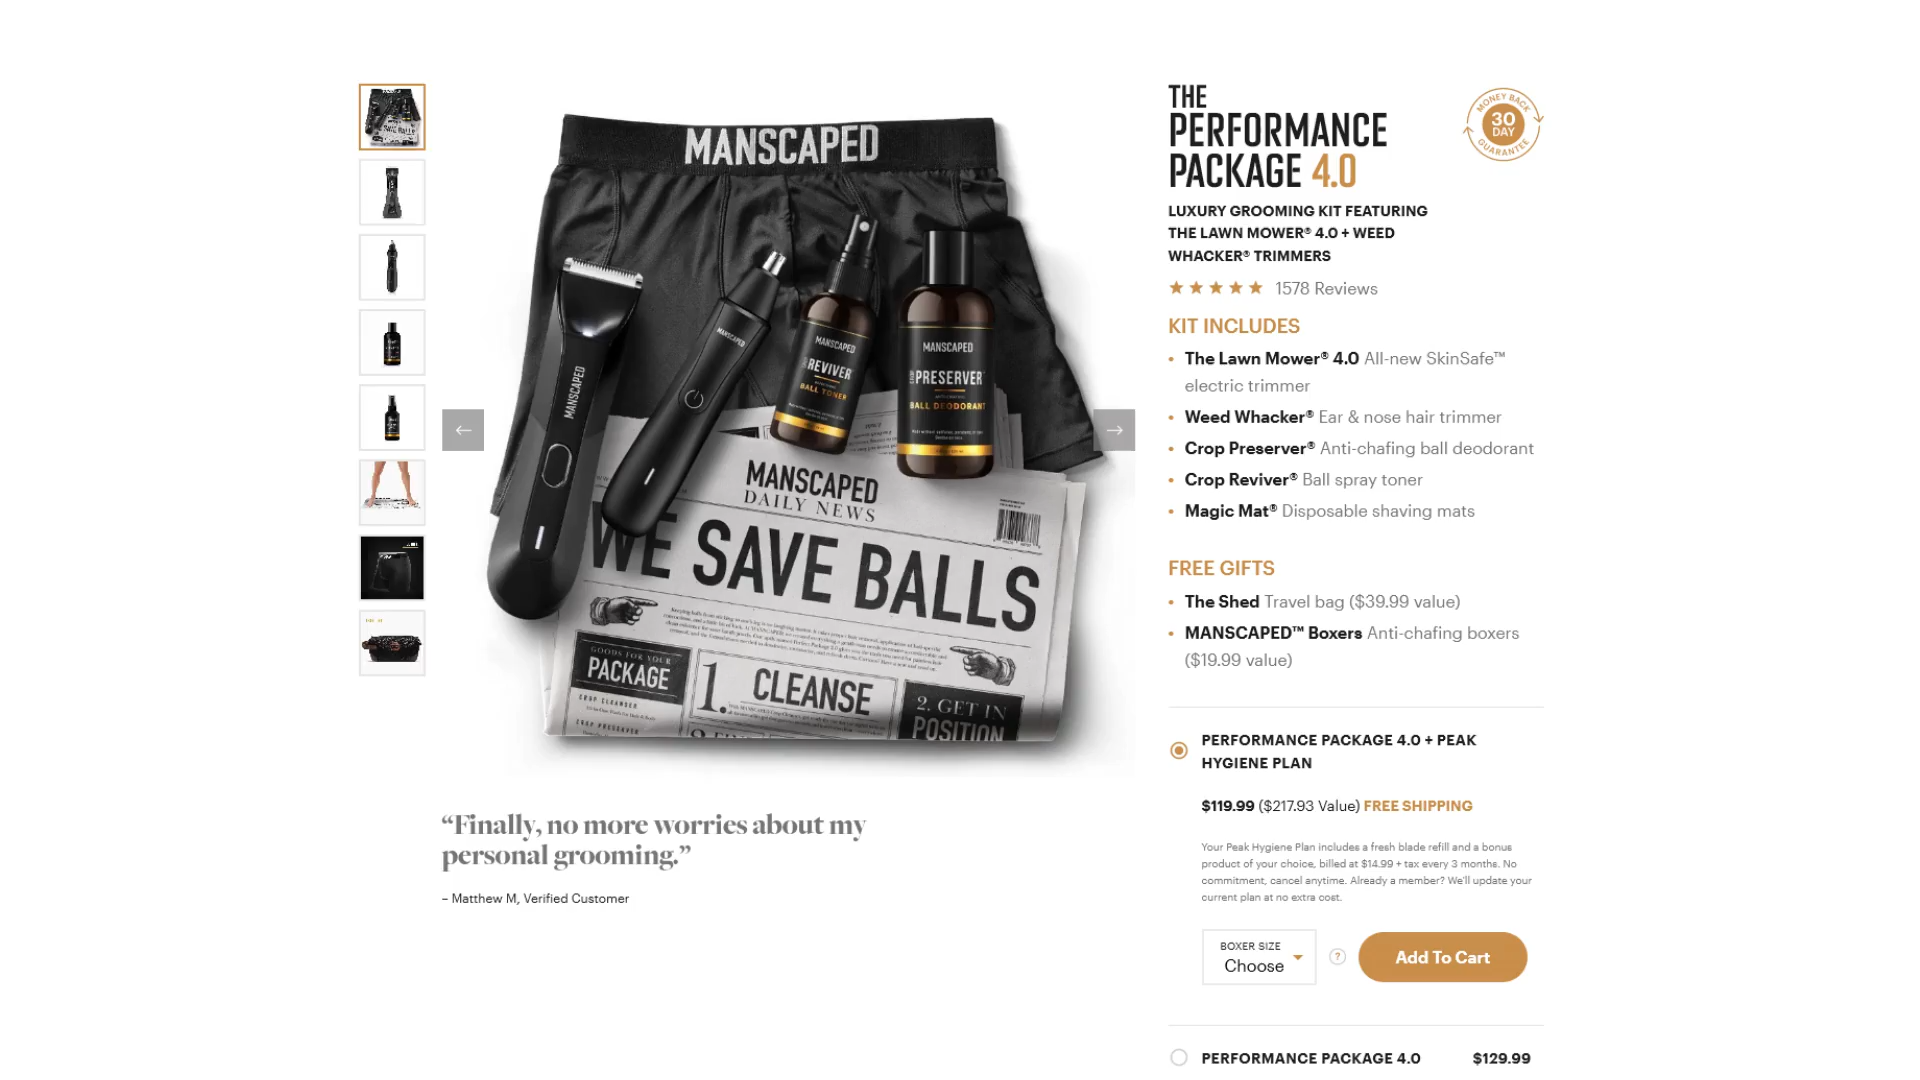 MANSCAPED
MANSCAPED
MANSCAPED
MANSCAPED
REVIVER
BALL TONER
MANSCAPED
PRESERVER
BALL DEODORANT
MANSCAPED
DAILY NEWS
WE SAVE BALLS
GOODS FOR YOUR
PACKAGE
CROP CLEANSER
CROP PRESERVER
1. CLEANSE
2. GET IN
POSITION
“Finally, no more worries about my
personal grooming.”
– Matthew M, Verified Customer
THE
PERFORMANCE
PACKAGE 4.0
MONEY BACK
30
DAY
GUARANTEE
LUXURY GROOMING KIT FEATURING
THE LAWN MOWER® 4.0 + WEED
WHACKER® TRIMMERS
1578 Reviews
KIT INCLUDES
• The Lawn Mower® 4.0 All-new SkinSafe™
electric trimmer
• Weed Whacker® Ear & nose hair trimmer
• Crop Preserver® Anti-chafing ball deodorant
• Crop Reviver® Ball spray toner
• Magic Mat® Disposable shaving mats
FREE GIFTS
• The Shed Travel bag ($39.99 value)
• MANSCAPED™ Boxers Anti-chafing boxers
($19.99 value)
PERFORMANCE PACKAGE 4.0 + PEAK
HYGIENE PLAN
$119.99 ($217.93 Value) FREE SHIPPING
Your Peak Hygiene Plan includes a fresh blade refill and a bonus
product of your choice, billed at $14.99 + tax every 3 months. No
commitment, cancel anytime. Already a member? We'll update your
current plan at no extra cost.
BOXER SIZE
Choose
?
Add To Cart
PERFORMANCE PACKAGE 4.0 $129.99